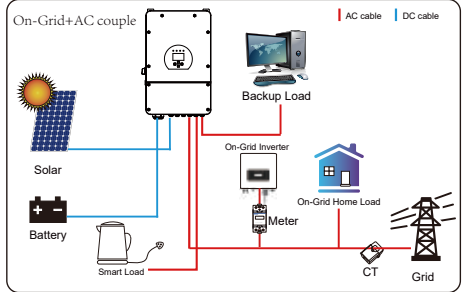 On-Grid+AC couple
AC cable
DC cable
Backup Load
On-Grid Inverter
Solar
On-Grid Home Load
Meter
Battery
Smart Load
CT
Grid